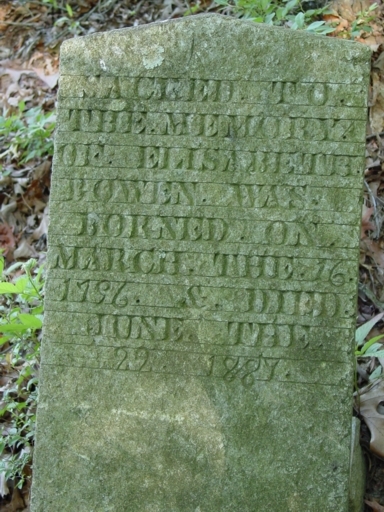 SACRED. TO.
THE. MEMORY.
OF. ELISABETH
BOWEN. WAS.
BORNED. ON.
MARCH. THE. 16.
1796. &. DIED.
JUNE. THE.
29. 1887.